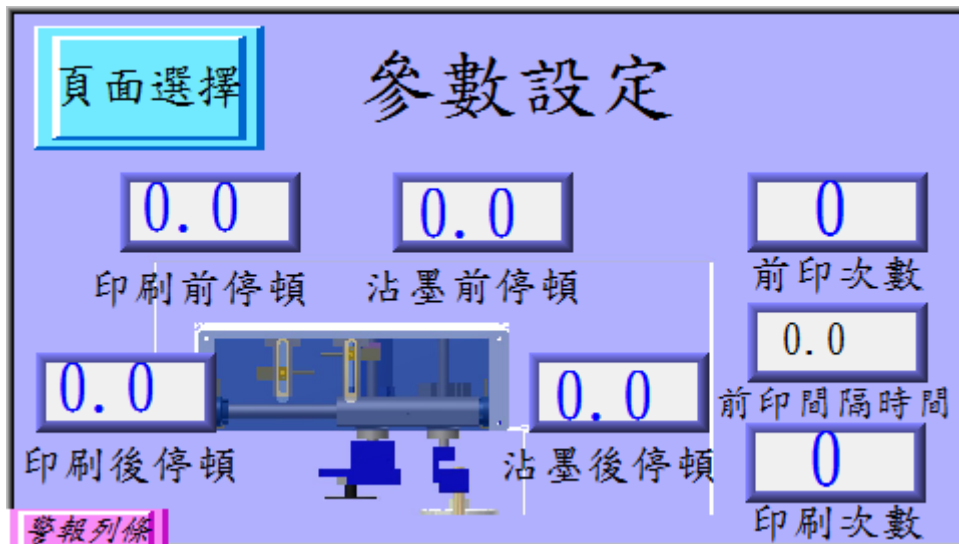 頁面選擇
參數設定
0.0
0.0
0
印刷前停頓
沾墨前停頓
前印次數
0.0
0.0
0.0
前印間隔時間
印刷後停頓
沾墨後停頓
0
印刷次數
警報列條